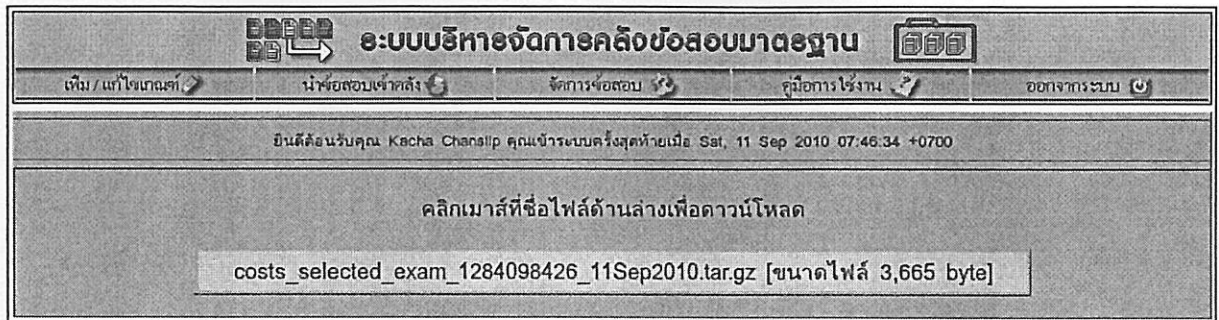 ระบบบริหารจัดการคลังข้อสอบมาตรฐาน
เพิ่ม / แก้ไขเกณฑ์ นำข้อสอบเข้าคลัง จัดการข้อสอบ คู่มือการใช้งาน ออกจากระบบ
ยินดีต้อนรับคุณ Kacha Chansilp คุณเข้าระบบครั้งสุดท้ายเมื่อ Sat, 11 Sep 2010 07:46:34 +0700
คลิกเมาส์ที่ชื่อไฟล์ด้านล่างเพื่อดาวน์โหลด
costs_selected_exam_1284098426_11Sep2010.tar.gz [ขนาดไฟล์ 3,665 byte]